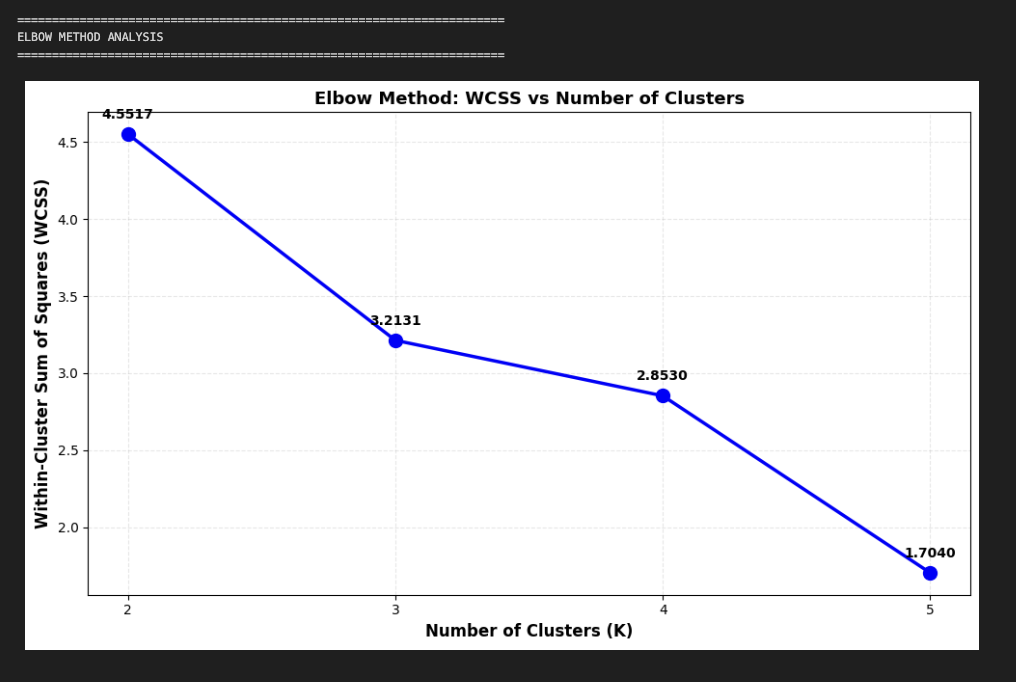 ======================================================================
ELBOW METHOD ANALYSIS
======================================================================
Elbow Method: WCSS vs Number of Clusters
4.5517
3.2131
2.8530
1.7040
4.5
4.0
3.5
3.0
2.5
2.0
Within-Cluster Sum of Squares (WCSS)
2 3 4 5
Number of Clusters (K)